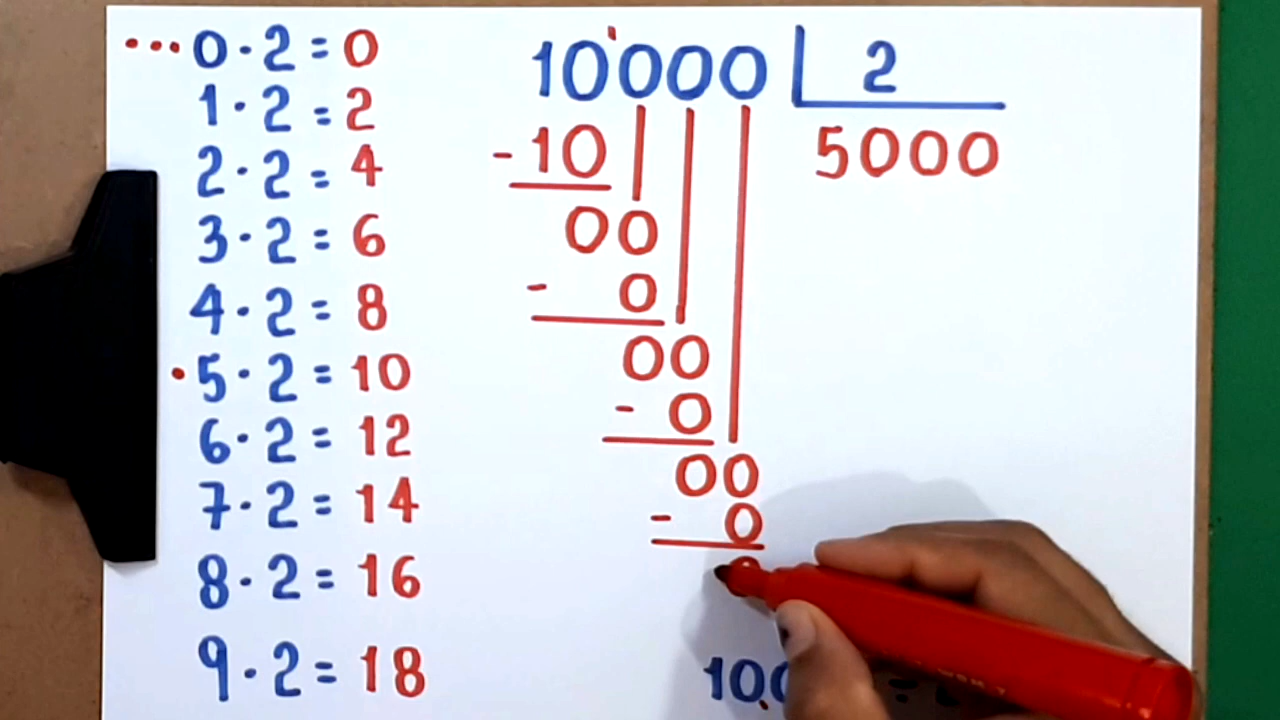 0 · 2 = 0
1 · 2 = 2
2 · 2 = 4
3 · 2 = 6
4 · 2 = 8
5 · 2 = 10
6 · 2 = 12
7 · 2 = 14
8 · 2 = 16
9 · 2 = 18
10000 2
- 10 5000
00
- 0
00
- 0
00
- 0